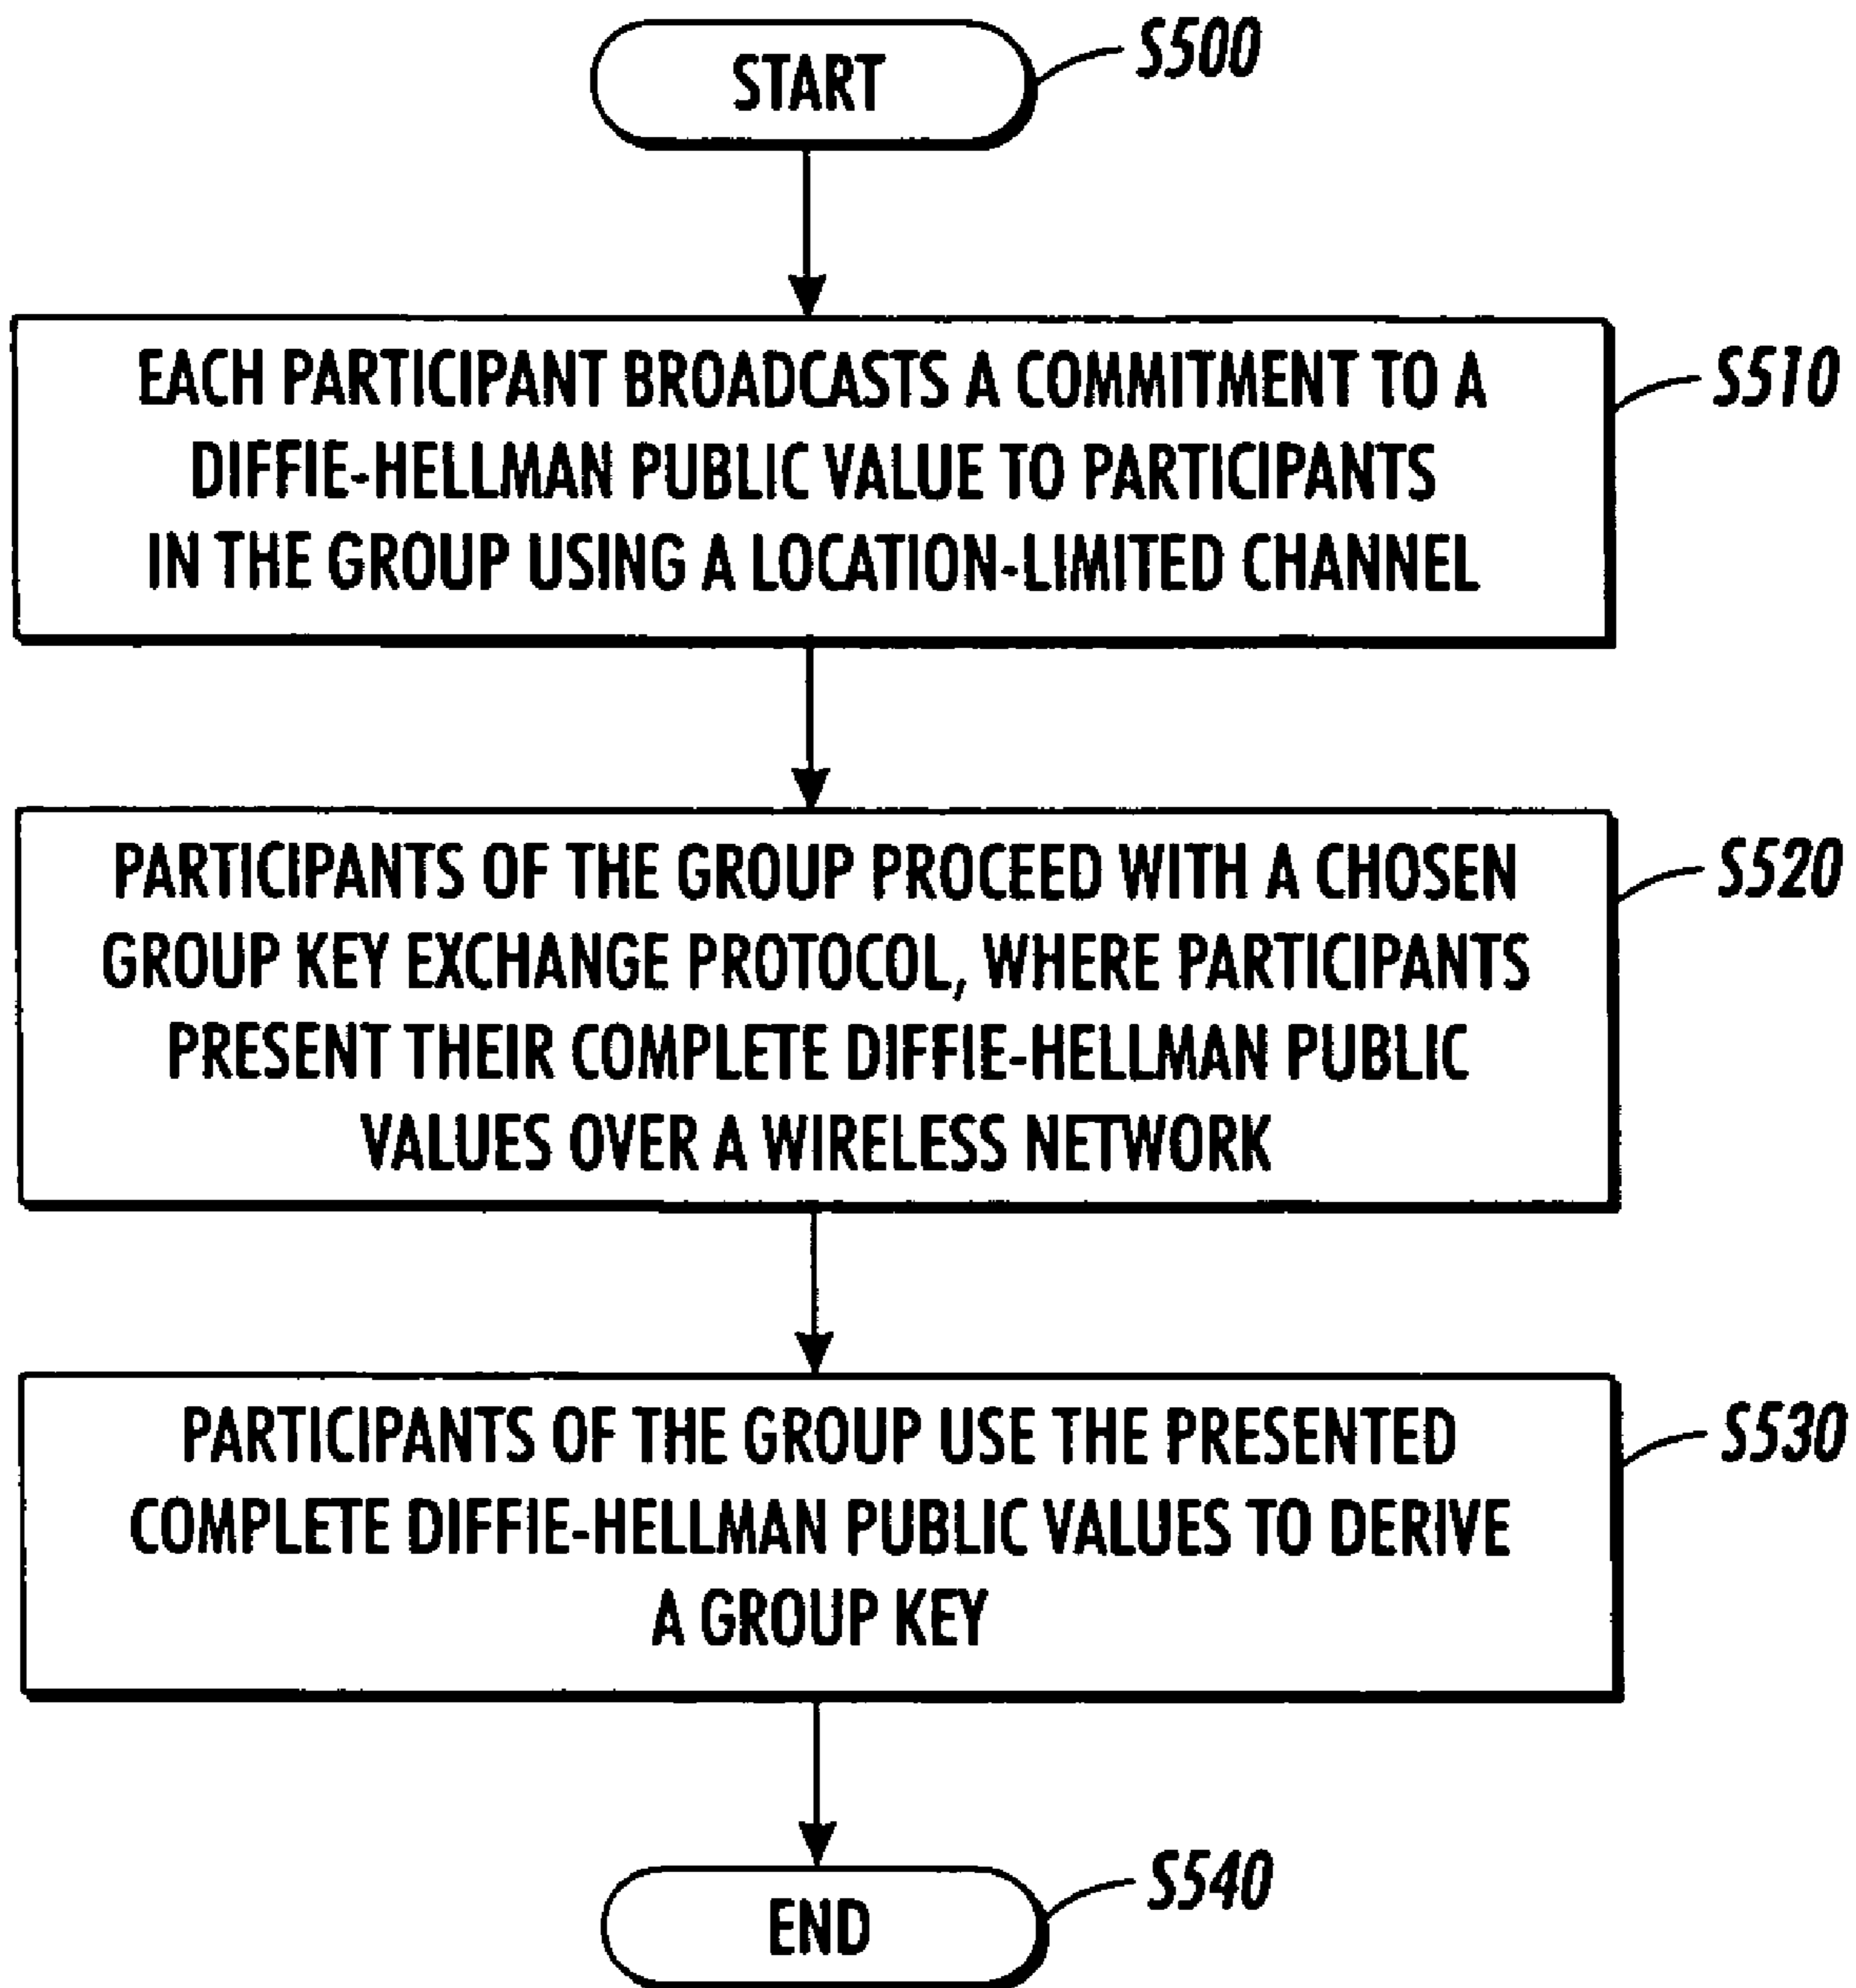 START
S500
EACH PARTICIPANT BROADCASTS A COMMITMENT TO A
DIFFIE-HELLMAN PUBLIC VALUE TO PARTICIPANTS
IN THE GROUP USING A LOCATION-LIMITED CHANNEL
S510
PARTICIPANTS OF THE GROUP PROCEED WITH A CHOSEN
GROUP KEY EXCHANGE PROTOCOL, WHERE PARTICIPANTS
PRESENT THEIR COMPLETE DIFFIE-HELLMAN PUBLIC
VALUES OVER A WIRELESS NETWORK
S520
PARTICIPANTS OF THE GROUP USE THE PRESENTED
COMPLETE DIFFIE-HELLMAN PUBLIC VALUES TO DERIVE
A GROUP KEY
S530
END
S540